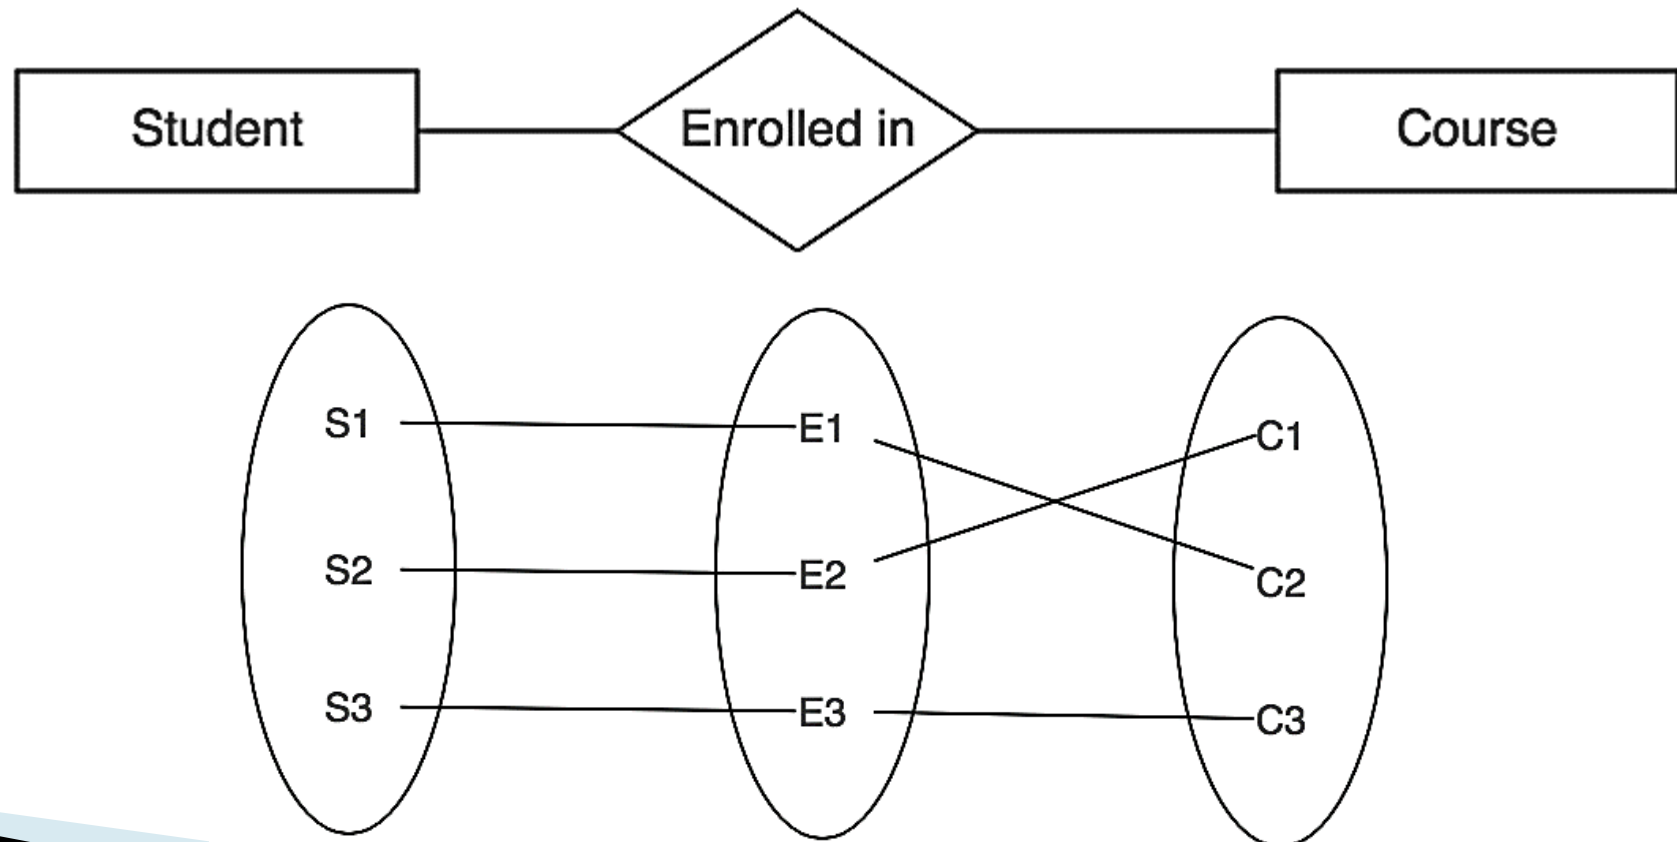 Student Enrolled in Course
S1 E1 C1
S2 E2 C2
S3 E3 C3